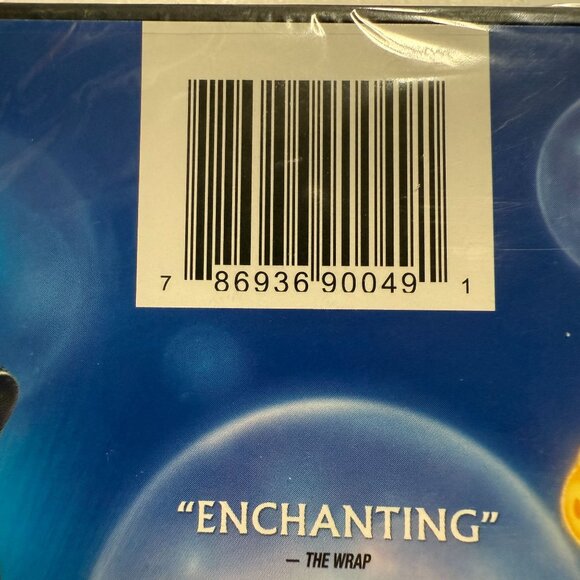 7 86936 90049 1
“ENCHANTING”
— THE WRAP